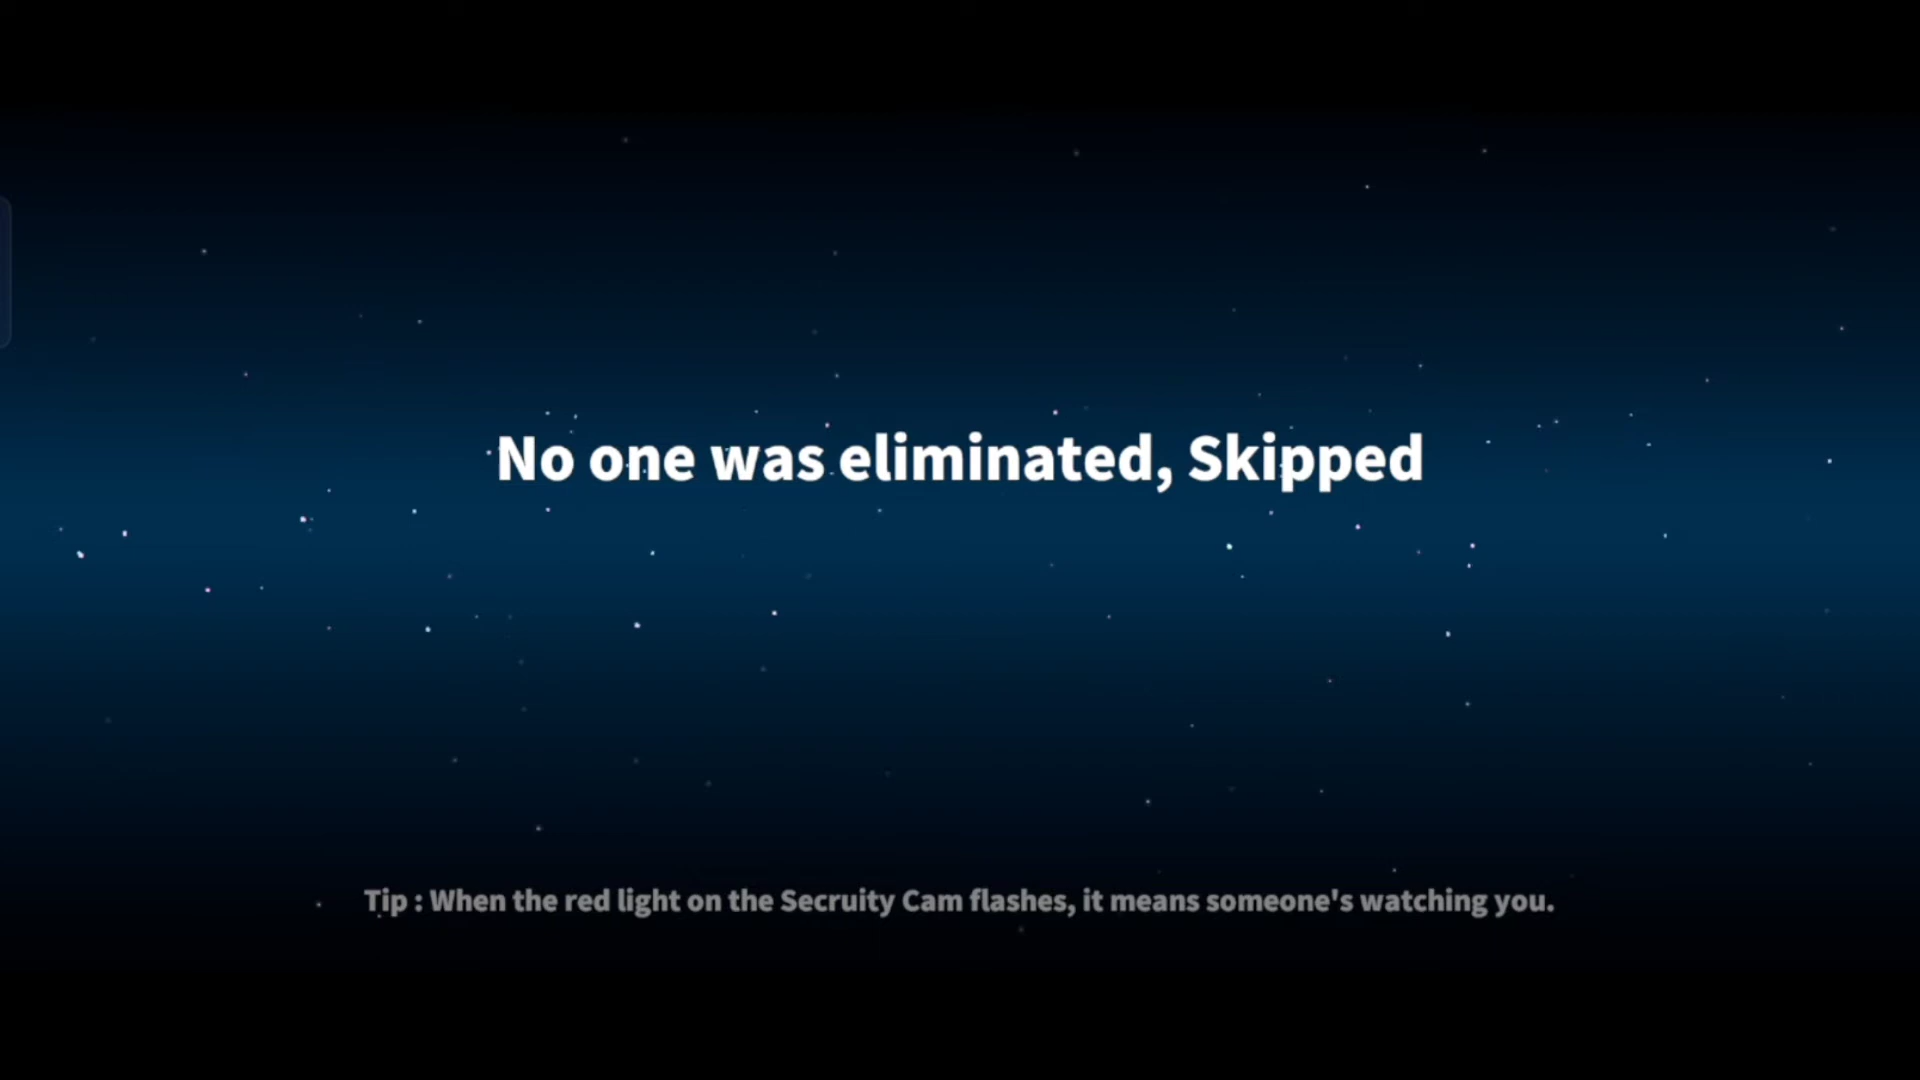 No one was eliminated, Skipped
Tip : When the red light on the Secruity Cam flashes, it means someone's watching you.